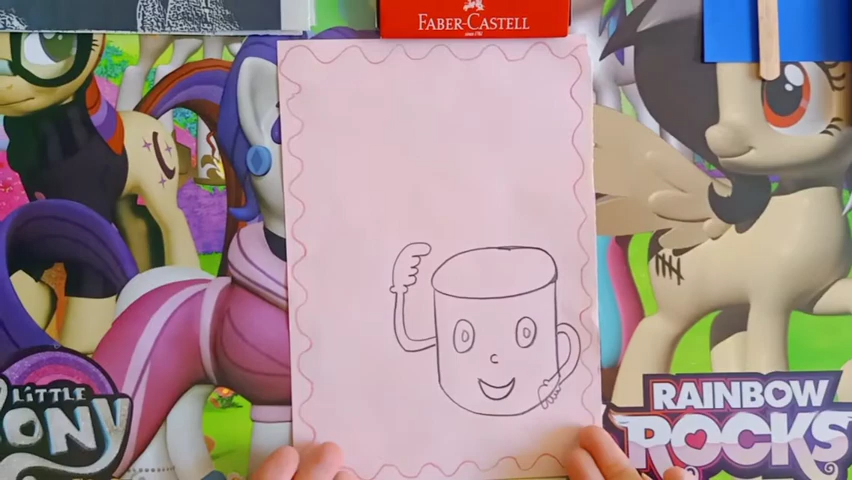 FABER-CASTELL
since 1761
LITTLE
PONY
RAINBOW
ROCKS